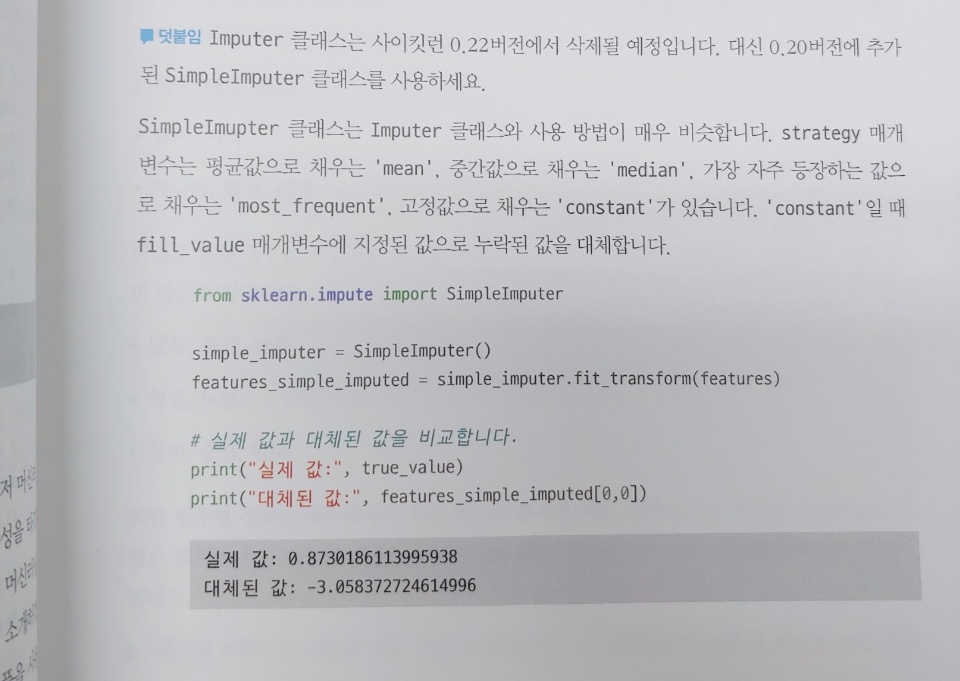 덧붙임 Imputer 클래스는 사이킷런 0.22버전에서 삭제될 예정입니다. 대신 0.20버전에 추가
된 SimpleImputer 클래스를 사용하세요.
SimpleImupter 클래스는 Imputer 클래스와 사용 방법이 매우 비슷합니다. strategy 매개
변수는 평균값으로 채우는 'mean', 중간값으로 채우는 'median', 가장 자주 등장하는 값으
로 채우는 'most_frequent', 고정값으로 채우는 'constant'가 있습니다. 'constant'일 때
fill_value 매개변수에 지정된 값으로 누락된 값을 대체합니다.
from sklearn.impute import SimpleImputer
simple_imputer = SimpleImputer()
features_simple_imputed = simple_imputer.fit_transform(features)
# 실제 값과 대체된 값을 비교합니다.
print("실제 값:", true_value)
print("대체된 값:", features_simple_imputed[0,0])
실제 값: 0.8730186113995938
대체된 값: -3.058372724614996
저 머신
성을
머신러
소개